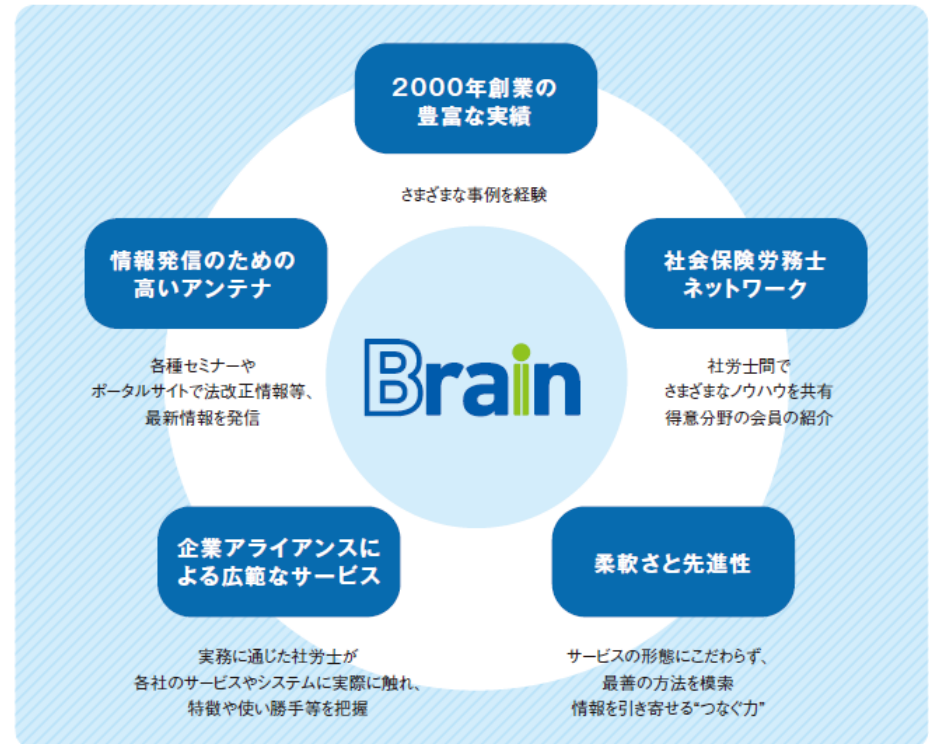 2000年創業の
豊富な実績
さまざまな事例を経験
情報発信のための
高いアンテナ
各種セミナーや
ポータルサイトで法改正情報等、
最新情報を発信
社会保険労務士
ネットワーク
社労士間で
さまざまなノウハウを共有
得意分野の会員の紹介
Brain
企業アライアンスに
よる広範なサービス
実務に通じた社労士が
各社のサービスやシステムに実際に触れ、
特徴や使い勝手等を把握
柔軟さと先進性
サービスの形態にこだわらず、
最善の方法を模索
情報を引き寄せる“つなぐ力”